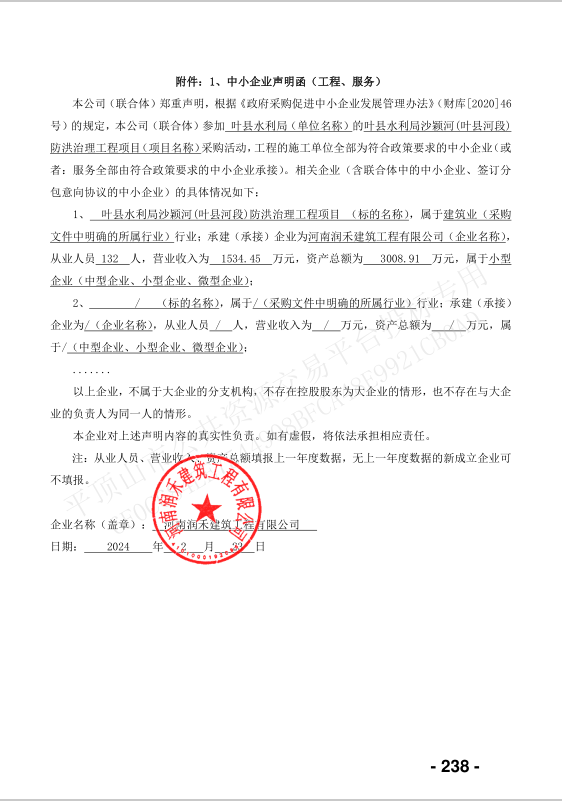 附件：1、中小企业声明函（工程、服务）
本公司（联合体）郑重声明，根据《政府采购促进中小企业发展管理办法》（财库[2020]46
号）的规定，本公司（联合体）参加 叶县水利局（单位名称）的叶县水利局沙颍河(叶县河段)
防洪治理工程项目（项目名称）采购活动，工程的施工单位全部为符合政策要求的中小企业（或
者：服务全部由符合政策要求的中小企业承接）。相关企业（含联合体中的中小企业、签订分
包意向协议的中小企业）的具体情况如下：
1、 叶县水利局沙颍河(叶县河段)防洪治理工程项目 （标的名称），属于建筑业（采购
文件中明确的所属行业）行业；承建（承接）企业为河南润禾建筑工程有限公司（企业名称），
从业人员 132 人，营业收入为 1534.45 万元，资产总额为 3008.91 万元，属于小型
企业（中型企业、小型企业、微型企业）；
2、 / （标的名称），属于/（采购文件中明确的所属行业）行业；承建（承接）
企业为/（企业名称），从业人员 / 人，营业收入为 / 万元，资产总额为 / 万元，属
于/（中型企业、小型企业、微型企业）；
.......
以上企业，不属于大企业的分支机构，不存在控股股东为大企业的情形，也不存在与大企
业的负责人为同一人的情形。
本企业对上述声明内容的真实性负责。如有虚假，将依法承担相应责任。
注：从业人员、营业收入、资产总额填报上一年度数据，无上一年度数据的新成立企业可
不填报。
企业名称（盖章）： 河南润禾建筑工程有限公司
日期： 2024 年 2 月 日
河南润禾建筑工程有限公司
- 238 -